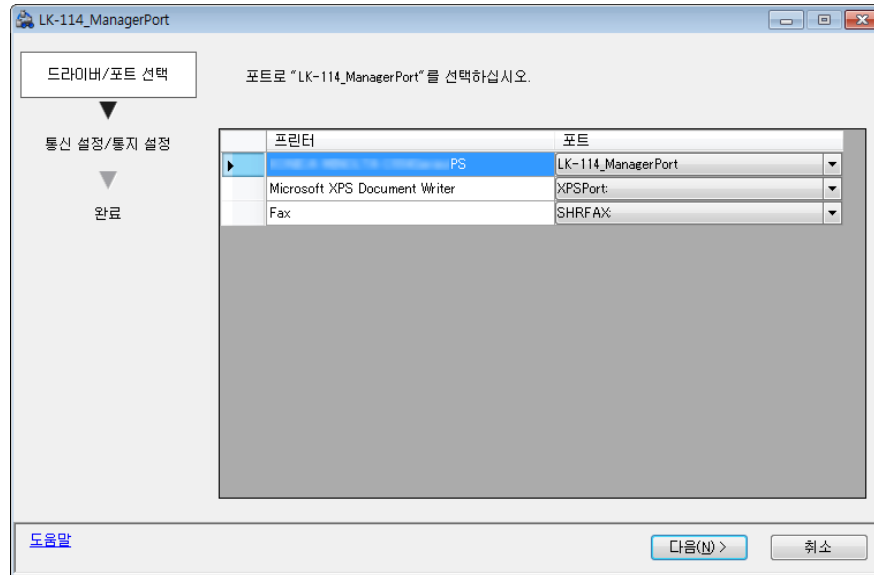 LK-114_ManagerPort
드라이버/포트 선택
통신 설정/통지 설정
완료
포트로 "LK-114_ManagerPort"를 선택하십시오.
프린터 포트
PS LK-114_ManagerPort
Microsoft XPS Document Writer XPSPort:
Fax SHRFAX:
도움말
다음(N) >
취소